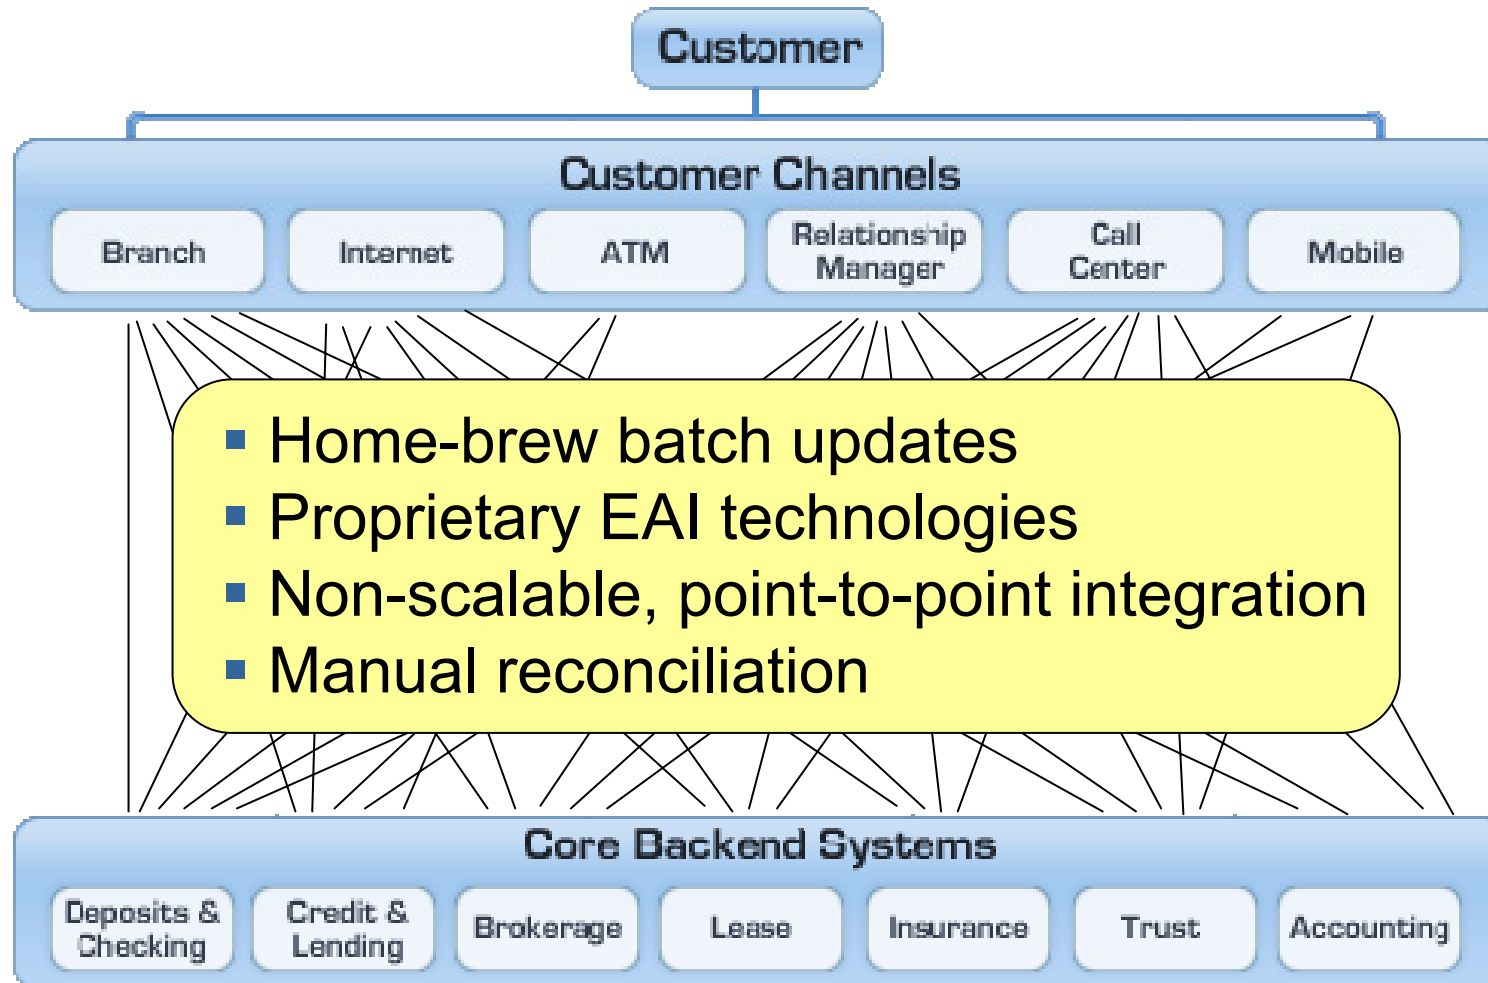 Customer
Customer Channels
Branch
Internet
ATM
Relationship
Manager
Call
Center
Mobile
▪ Home-brew batch updates
▪ Proprietary EAI technologies
▪ Non-scalable, point-to-point integration
▪ Manual reconciliation
Core Backend Systems
Deposits &
Checking
Credit &
Lending
Brokerage
Lease
Insurance
Trust
Accounting